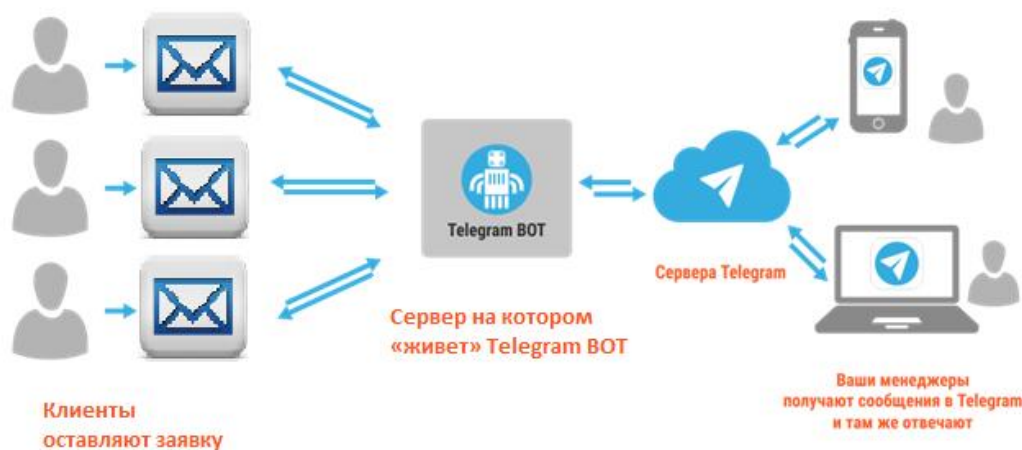 Telegram BOT
Сервера Telegram
Сервер на котором
«живет» Telegram BOT
Ваши менеджеры
получают сообщения в Telegram
и там же отвечают
Клиенты
оставляют заявку